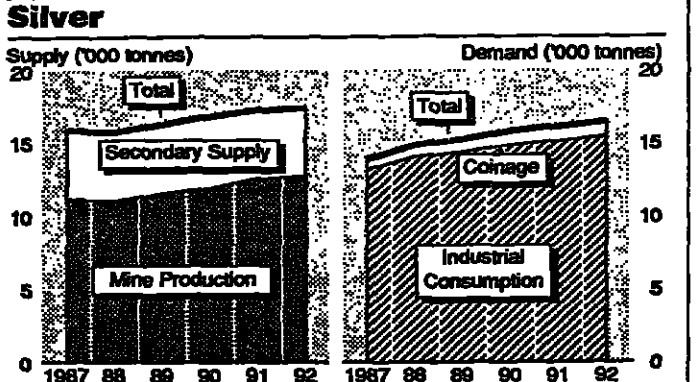 Silver
Supply ('000 tonnes)
Demand ('000 tonnes)
20
15
10
5
0
Total
Secondary Supply
Mine Production
1987 88 89 90 91 92
Total
Coinage
Industrial
Consumption
20
15
10
5
0
1987 88 89 90 91 92